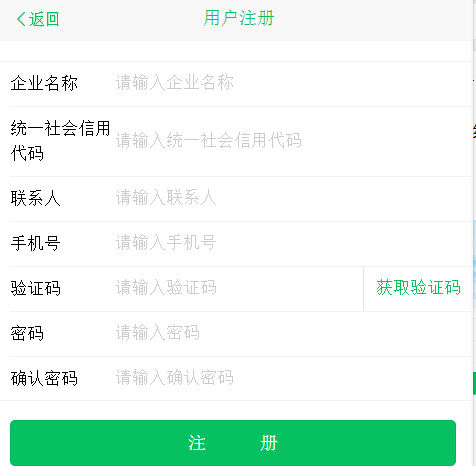 返回
用户注册
企业名称 请输入企业名称
统一社会信用
代码 请输入统一社会信用代码
联系人 请输入联系人
手机号 请输入手机号
验证码 请输入验证码 获取验证码
密码 请输入密码
确认密码 请输入确认密码
注 册